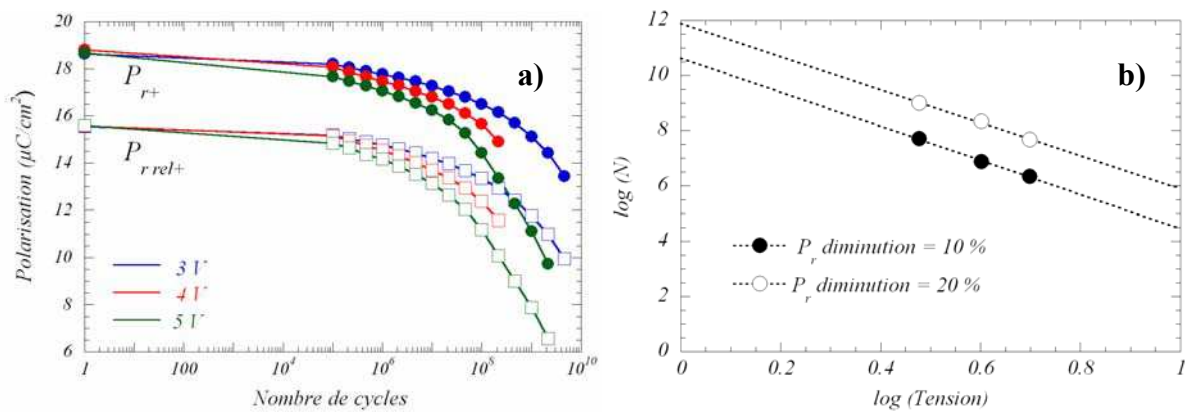 20
18
16
14
12
10
8
6
Polarisation (µC/cm²)
a)
P r+
P r rel+
3 V
4 V
5 V
1
100
10⁴
10⁶
10⁸
10¹⁰
Nombre de cycles
12
10
8
6
4
2
0
log (N)
b)
P r diminution = 10 %
P r diminution = 20 %
0
0.2
0.4
0.6
0.8
1
log (Tension)